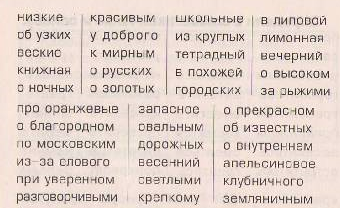 низкие красивым школьные в липовой
об узких у доброго из круглых лимонная
веские к мирным тетрадный вечерний
книжная о русских в похожей о высоком
о ночных о золотых городских за рыжими
про оранжевые запасное о прекрасном
о благородном овальным об известных
по московским дорожных о внутреннем
из-за слового весенний апельсиновое
при уверенном светлыми клубничного
разговорчивыми крепкому земляничным